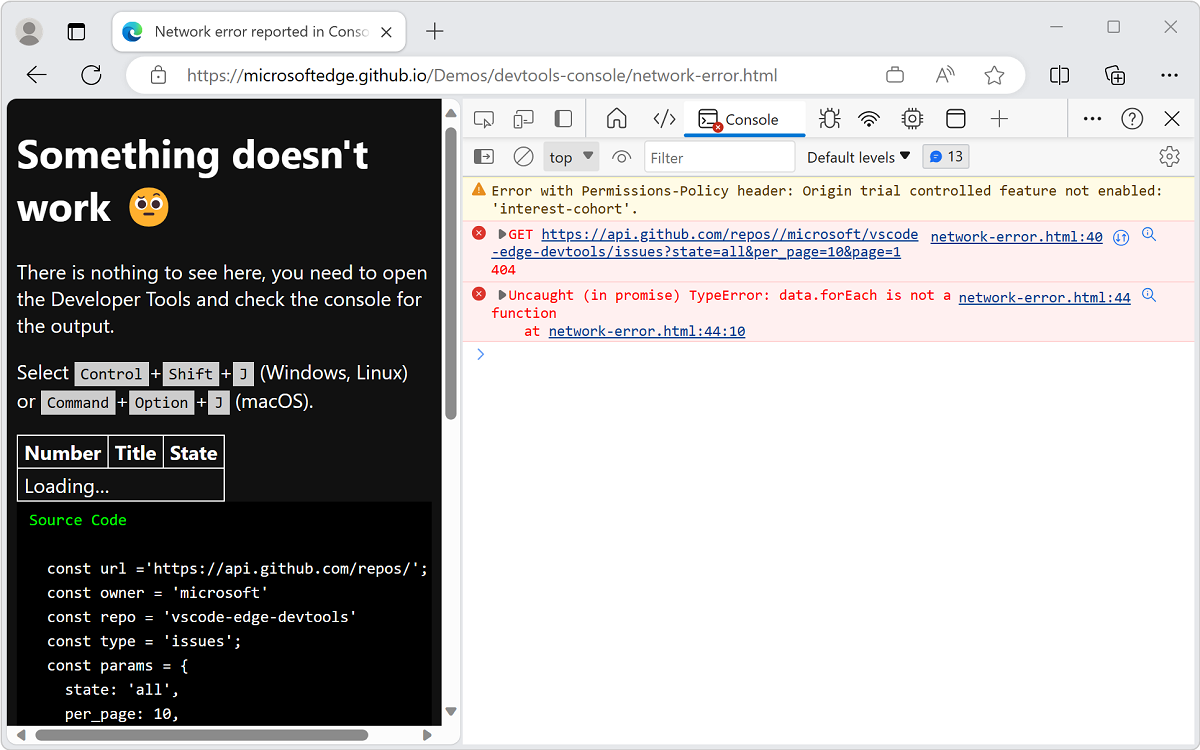 Network error reported in Conso
https://microsoftedge.github.io/Demos/devtools-console/network-error.html
Something doesn't
work
There is nothing to see here, you need to open
the Developer Tools and check the console for
the output.
Select Control+Shift+J (Windows, Linux)
or Command+Option+J (macOS).
Number Title State
Loading...
Source Code
const url ='https://api.github.com/repos/';
const owner = 'microsoft'
const repo = 'vscode-edge-devtools'
const type = 'issues';
const params = {
state: 'all',
per_page: 10,
Console
top Filter Default levels 13
Error with Permissions-Policy header: Origin trial controlled feature not enabled:
'interest-cohort'.
GET https://api.github.com/repos//microsoft/vscode network-error.html:40
-edge-devtools/issues?state=all&per_page=10&page=1
404
Uncaught (in promise) TypeError: data.forEach is not a network-error.html:44
function
at network-error.html:44:10